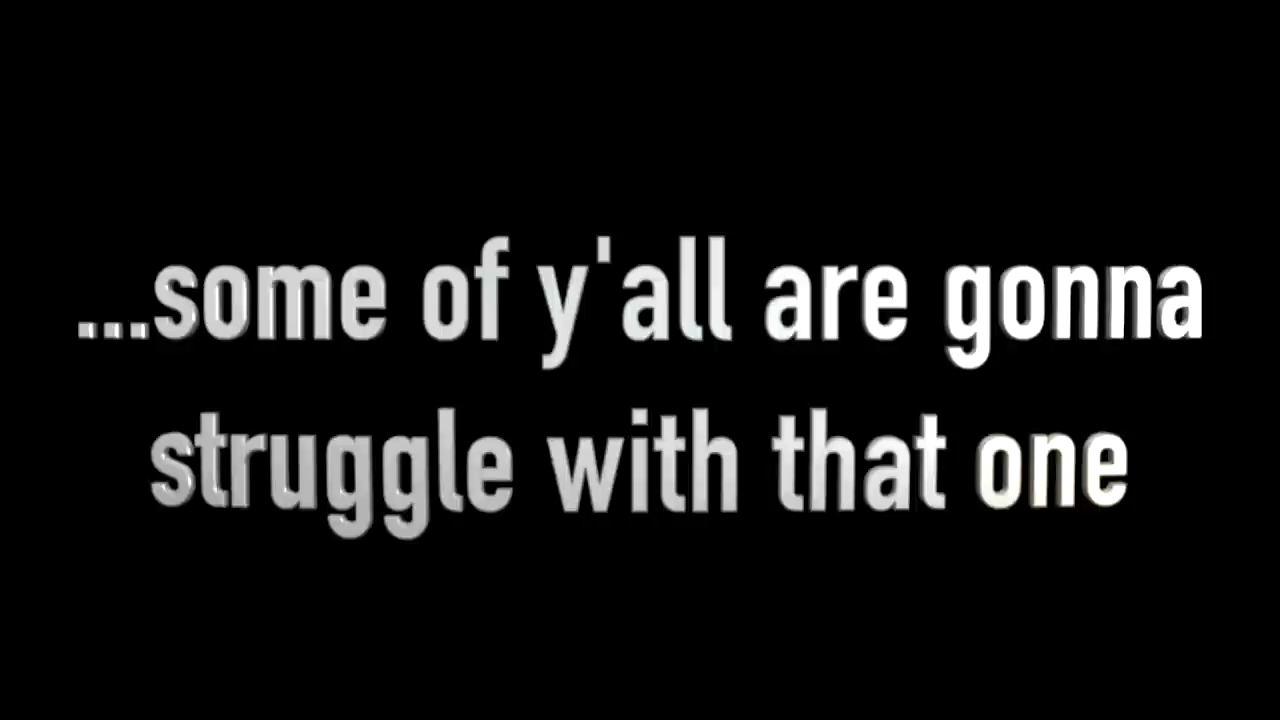 ...some of y'all are gonna
struggle with that one